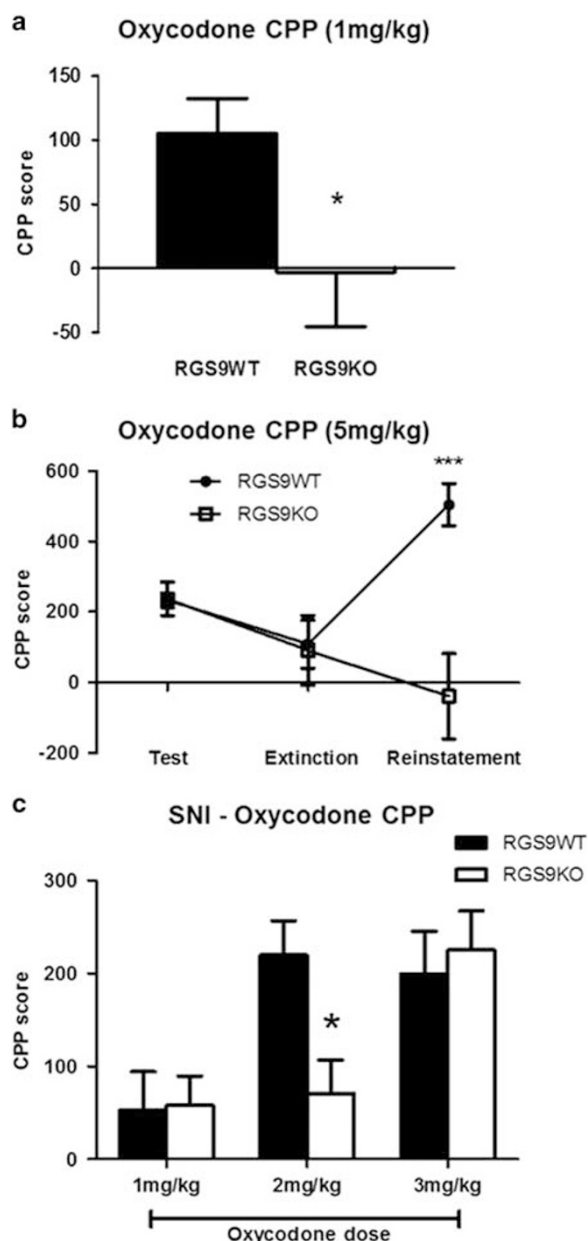 a
Oxycodone CPP (1mg/kg)
150
100
50
0
-50
CPP score
*
RGS9WT RGS9KO
b
Oxycodone CPP (5mg/kg)
600
400
200
0
-200
CPP score
RGS9WT
RGS9KO
***
Test Extinction Reinstatement
c
SNI - Oxycodone CPP
RGS9WT
RGS9KO
300
200
100
0
CPP score
*
1mg/kg 2mg/kg 3mg/kg
Oxycodone dose